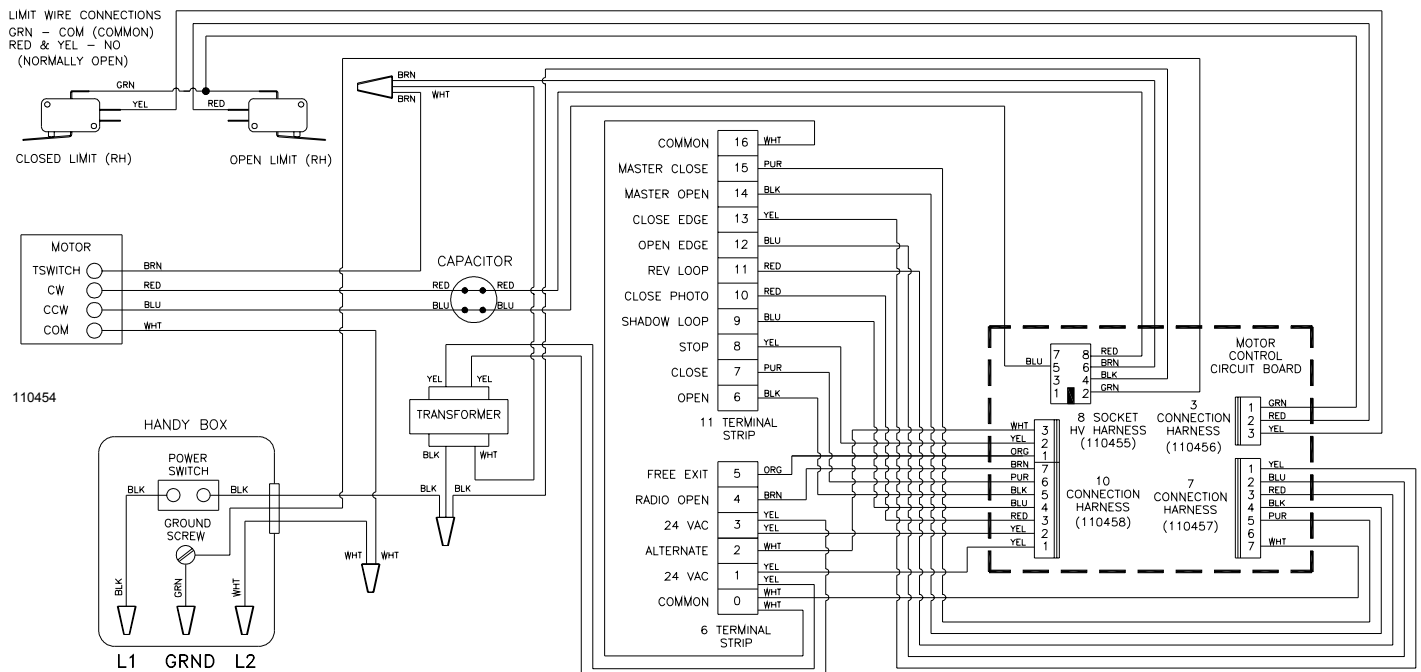 LIMIT WIRE CONNECTIONS
GRN - COM (COMMON)
RED & YEL - NO
(NORMALLY OPEN)
GRN
YEL
RED
CLOSED LIMIT (RH)
OPEN LIMIT (RH)
BRN
WHT
BRN
MOTOR
TSWITCH
BRN
CW
RED
CCW
BLU
COM
WHT
CAPACITOR
RED
RED
BLU
BLU
110454
YEL
YEL
TRANSFORMER
BLK
WHT
HANDY BOX
POWER
SWITCH
BLK
BLK
BLK
BLK
GROUND
SCREW
BLK
GRN
WHT
WHT
WHT
L1
GRND
L2
COMMON 16 WHT
MASTER CLOSE 15 PUR
MASTER OPEN 14 BLK
CLOSE EDGE 13 YEL
OPEN EDGE 12 BLU
REV LOOP 11 RED
CLOSE PHOTO 10 RED
SHADOW LOOP 9 BLU
STOP 8 YEL
CLOSE 7 PUR
OPEN 6 BLK
11 TERMINAL
STRIP
FREE EXIT 5 ORG
RADIO OPEN 4 BRN
24 VAC 3 YEL
YEL
ALTERNATE 2 WHT
24 VAC 1 YEL
YEL
COMMON 0 WHT
WHT
6 TERMINAL
STRIP
MOTOR
CONTROL
CIRCUIT BOARD
7 8 RED
BLU 5 6 BRN
3 4 BLK
1 2 GRN
8 SOCKET
HV HARNESS
(110455)
3
CONNECTION
HARNESS
(110456)
1 GRN
2 RED
3 YEL
WHT 3
YEL 2
ORG 1
BRN 7
PUR 6
BLK 5
BLU 4
RED 3
YEL 2
YEL 1
10
CONNECTION
HARNESS
(110458)
7
CONNECTION
HARNESS
(110457)
1 YEL
2 BLU
3 RED
4 BLK
5 PUR
6
7 WHT